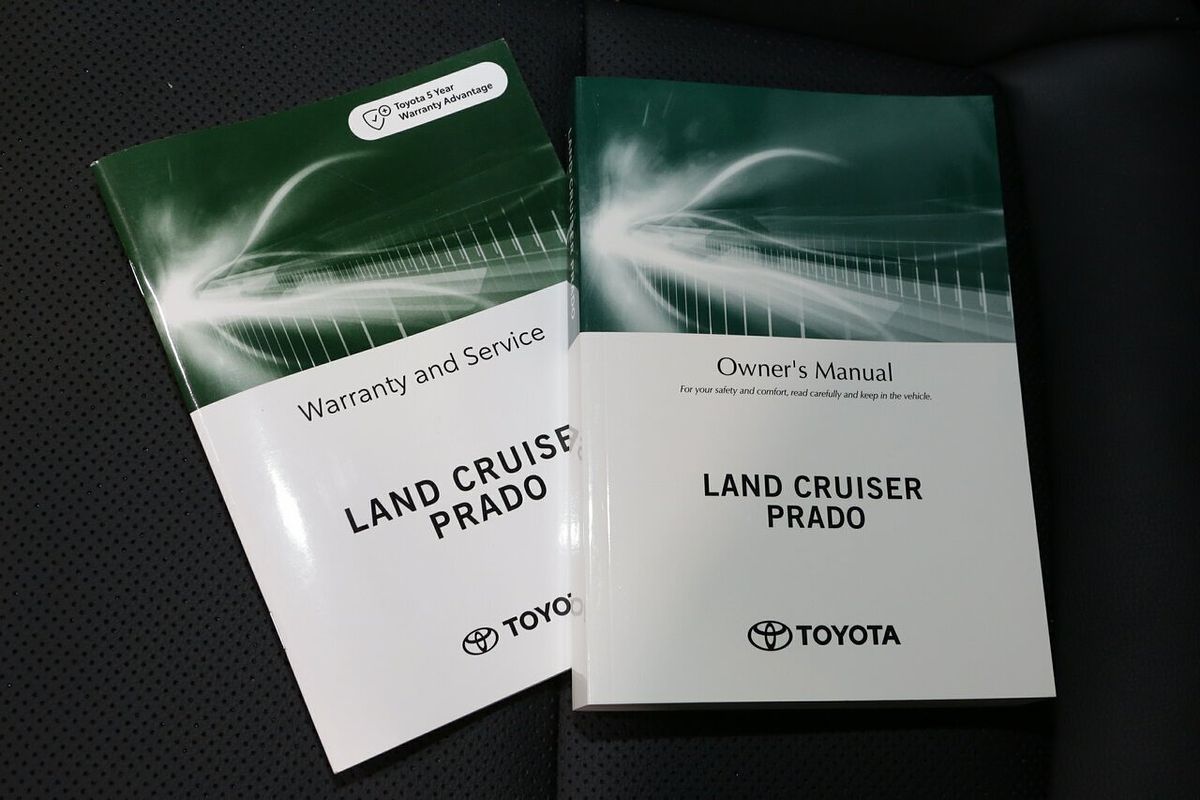 Toyota 5 Year
Warranty Advantage
Warranty and Service
LAND CRUISE
PRADO
TOYO
Owner's Manual
For your safety and comfort, read carefully and keep in the vehicle.
LAND CRUISER
PRADO
TOYOTA